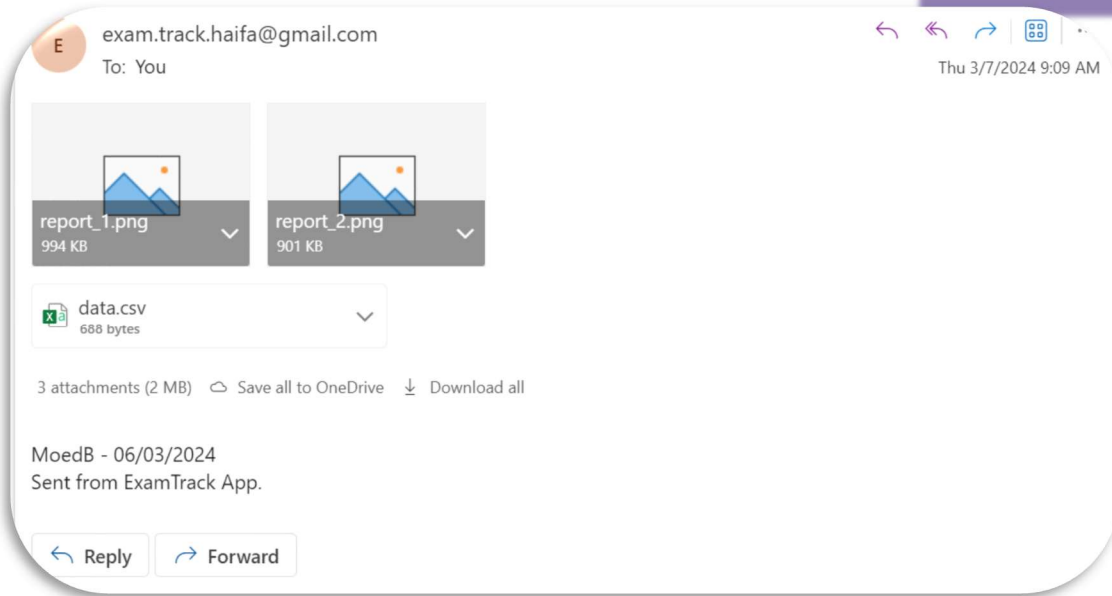 E
exam.track.haifa@gmail.com
To: You
Thu 3/7/2024 9:09 AM
report_1.png
994 KB
report_2.png
901 KB
data.csv
688 bytes
3 attachments (2 MB) Save all to OneDrive Download all
MoedB - 06/03/2024
Sent from ExamTrack App.
Reply Forward